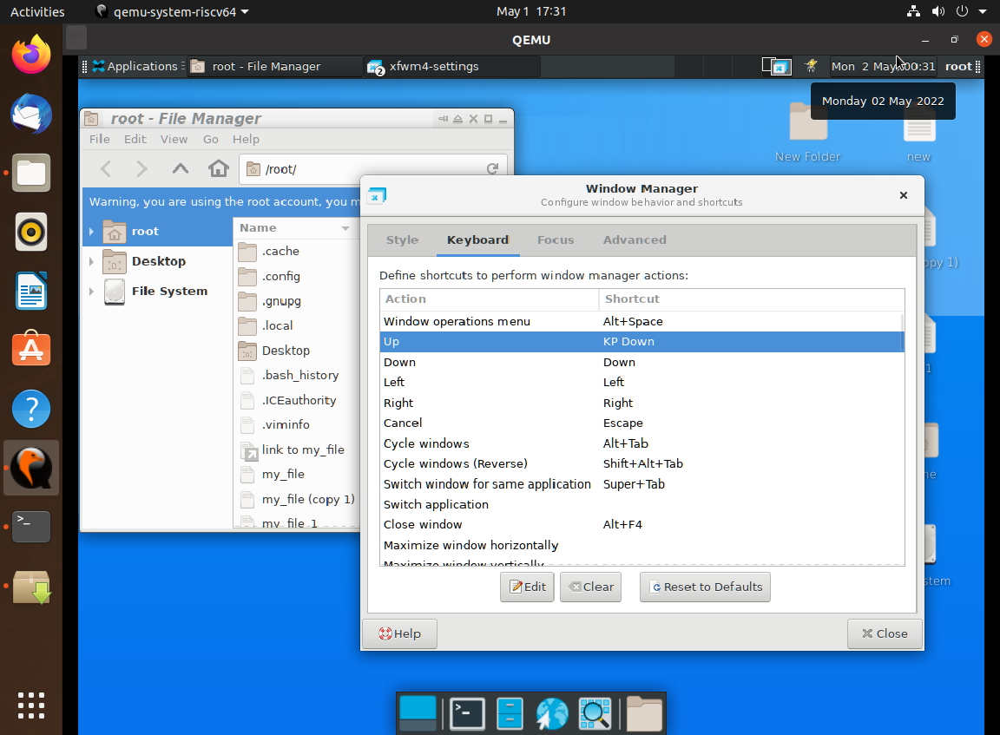 Activities qemu-system-riscv64 May 1 17:31
QEMU
Applications root - File Manager 2 xfwm4-settings Mon 2 May, 00:31 root
Monday 02 May 2022
root - File Manager
File Edit View Go Help
/root/
Warning, you are using the root account, you m
root
Desktop
File System
Name
.cache
.config
.gnupg
.local
Desktop
.bash_history
.ICEauthority
.viminfo
link to my_file
my_file
my_file (copy 1)
my_file 1
New Folder
new
opy 1)
1
me
stem
Window Manager
Configure window behavior and shortcuts
Style Keyboard Focus Advanced
Define shortcuts to perform window manager actions:
Action Shortcut
Window operations menu Alt+Space
Up KP Down
Down Down
Left Left
Right Right
Cancel Escape
Cycle windows Alt+Tab
Cycle windows (Reverse) Shift+Alt+Tab
Switch window for same application Super+Tab
Switch application
Close window Alt+F4
Maximize window horizontally
Maximize window vertically
Edit Clear Reset to Defaults
Help Close